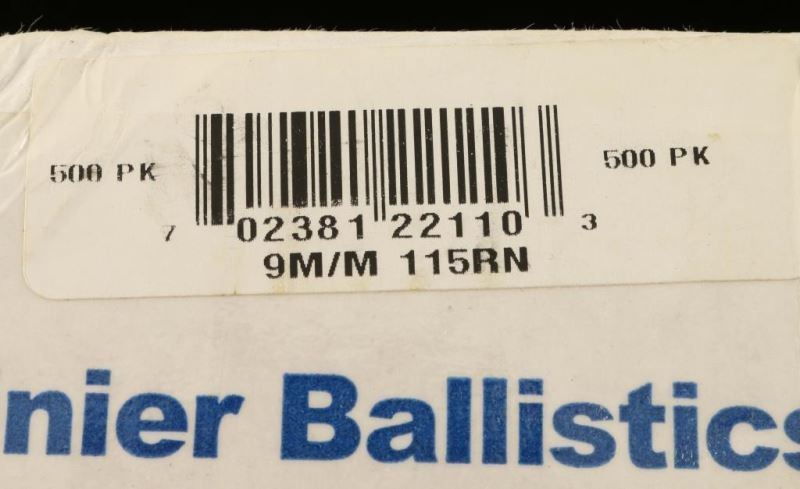 500 PK
500 PK
7 02381 22110 3
9M/M 115RN
nier Ballistics